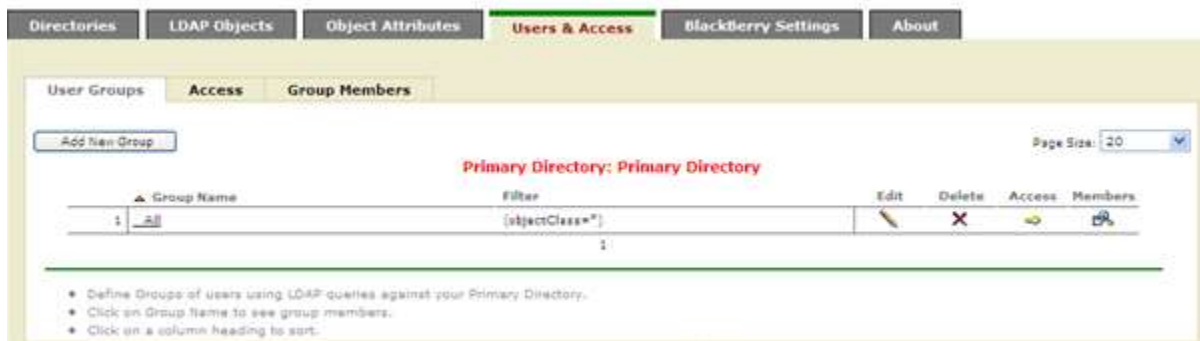 Directories LDAP Objects Object Attributes Users & Access BlackBerry Settings About
User Groups Access Group Members
Add New Group Page Size: 20
Primary Directory: Primary Directory
Group Name Filter Edit Delete Access Members
1 _All (objectClass=*)
1
Define Groups of users using LDAP queries against your Primary Directory.
Click on Group Name to see group members.
Click on a column heading to sort.